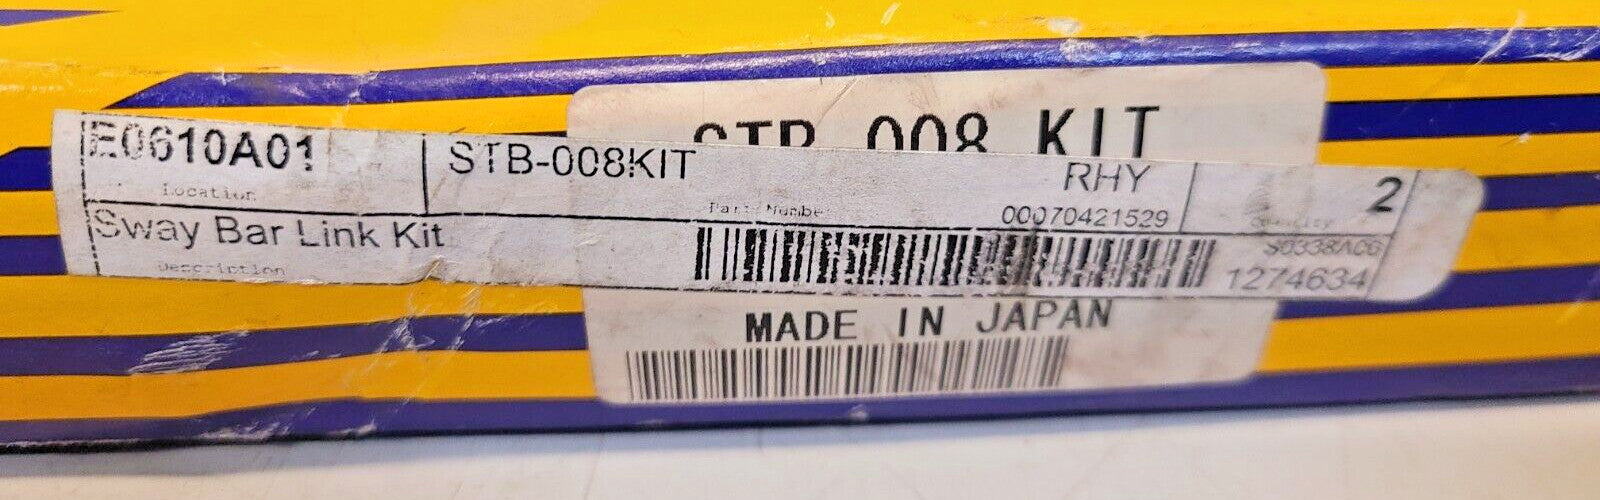 STB 008 KIT
E0610A01 STB-008KIT RHY 2
Location Part Number 00070421529 Quantity
Sway Bar Link Kit
Description 1274634
MADE IN JAPAN